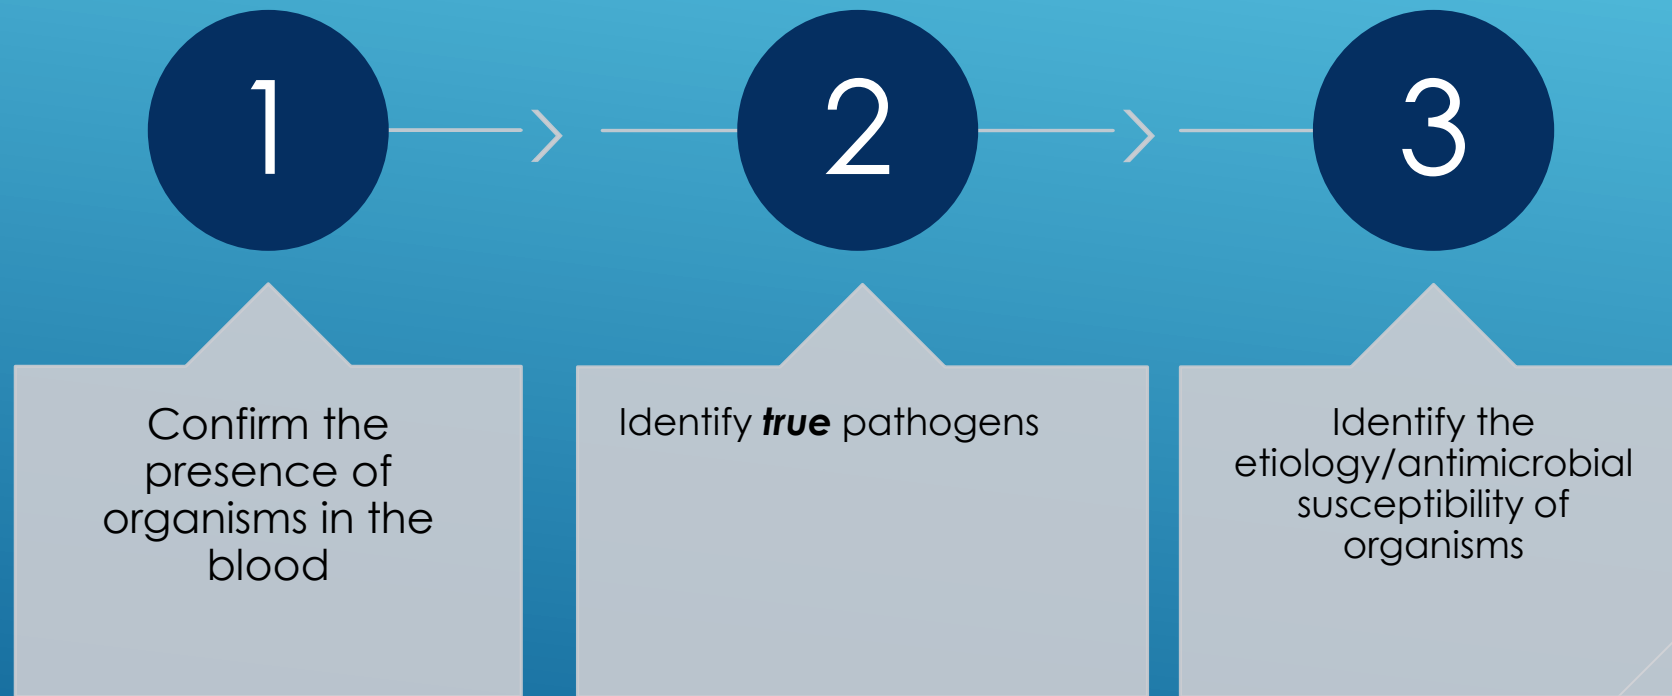 1
2
3
Confirm the
presence of
organisms in the
blood
Identify true pathogens
Identify the
etiology/antimicrobial
susceptibility of
organisms